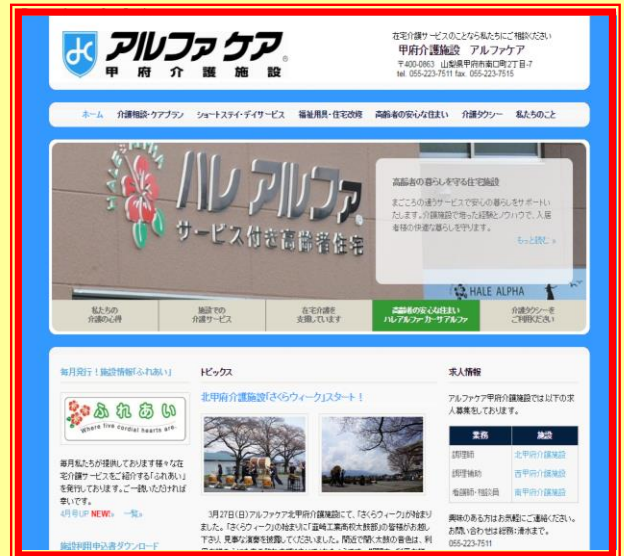 アルファケア
甲府介護施設
在宅介護サービスのことなら私たちにご相談ください
甲府介護施設 アルファケア
〒400-0863 山梨県甲府市南口町2丁目-7
tel 055-223-7511 fax 055-223-7515
ホーム 介護相談・ケアプラン ショートステイ・デイサービス 福祉用具・住宅改修 高齢者の安心な住まい 介護タクシー 私たちのこと
HALE ALPHA
ハレ アルファ
サービス付き高齢者住宅
高齢者の暮らしを守る住宅施設
まごころの通うサービスで安心の暮らしをサポートい
たします。介護施設で培った経験とノウハウで、入居
者様の快適な暮らしを守ります。
もっと読む »
HALE ALPHA
私たちの
介護の心得
施設での
介護サービス
在宅介護を
支援しています
高齢者の安心な住まい
ハレアルファ・カーサアルファ
介護タクシーを
ご利用ください
毎月発行！施設情報「ふれあい」
ふれあい
Where live cordial hearts are.
毎月私たちが提供しております様々な在
宅介護サービスをご紹介する「ふれあい」
を発行しております。ご一読いただければ
幸いです。
4月号UP NEW!» 一覧»
施設利用申込書ダウンロード
トピックス
北甲府介護施設「さくらウィーク」スタート！
3月27日(日)アルファケア北甲府介護施設にて、「さくらウィーク」が始まり
ました。「さくらウィーク」の始まりに「韮崎工業高校太鼓部」の皆様がお越し
下さり、見事な演奏を披露してくださいました。間近で聞く太鼓の音色は、利
求人情報
アルファケア甲府介護施設では以下の求
人募集をしております。
業務 施設
調理師 北甲府介護施設
調理補助 西甲府介護施設
看護師・相談員 南甲府介護施設
興味のある方はお気軽にご連絡ください。
お問い合わせは総務:清水まで。
055-223-7511